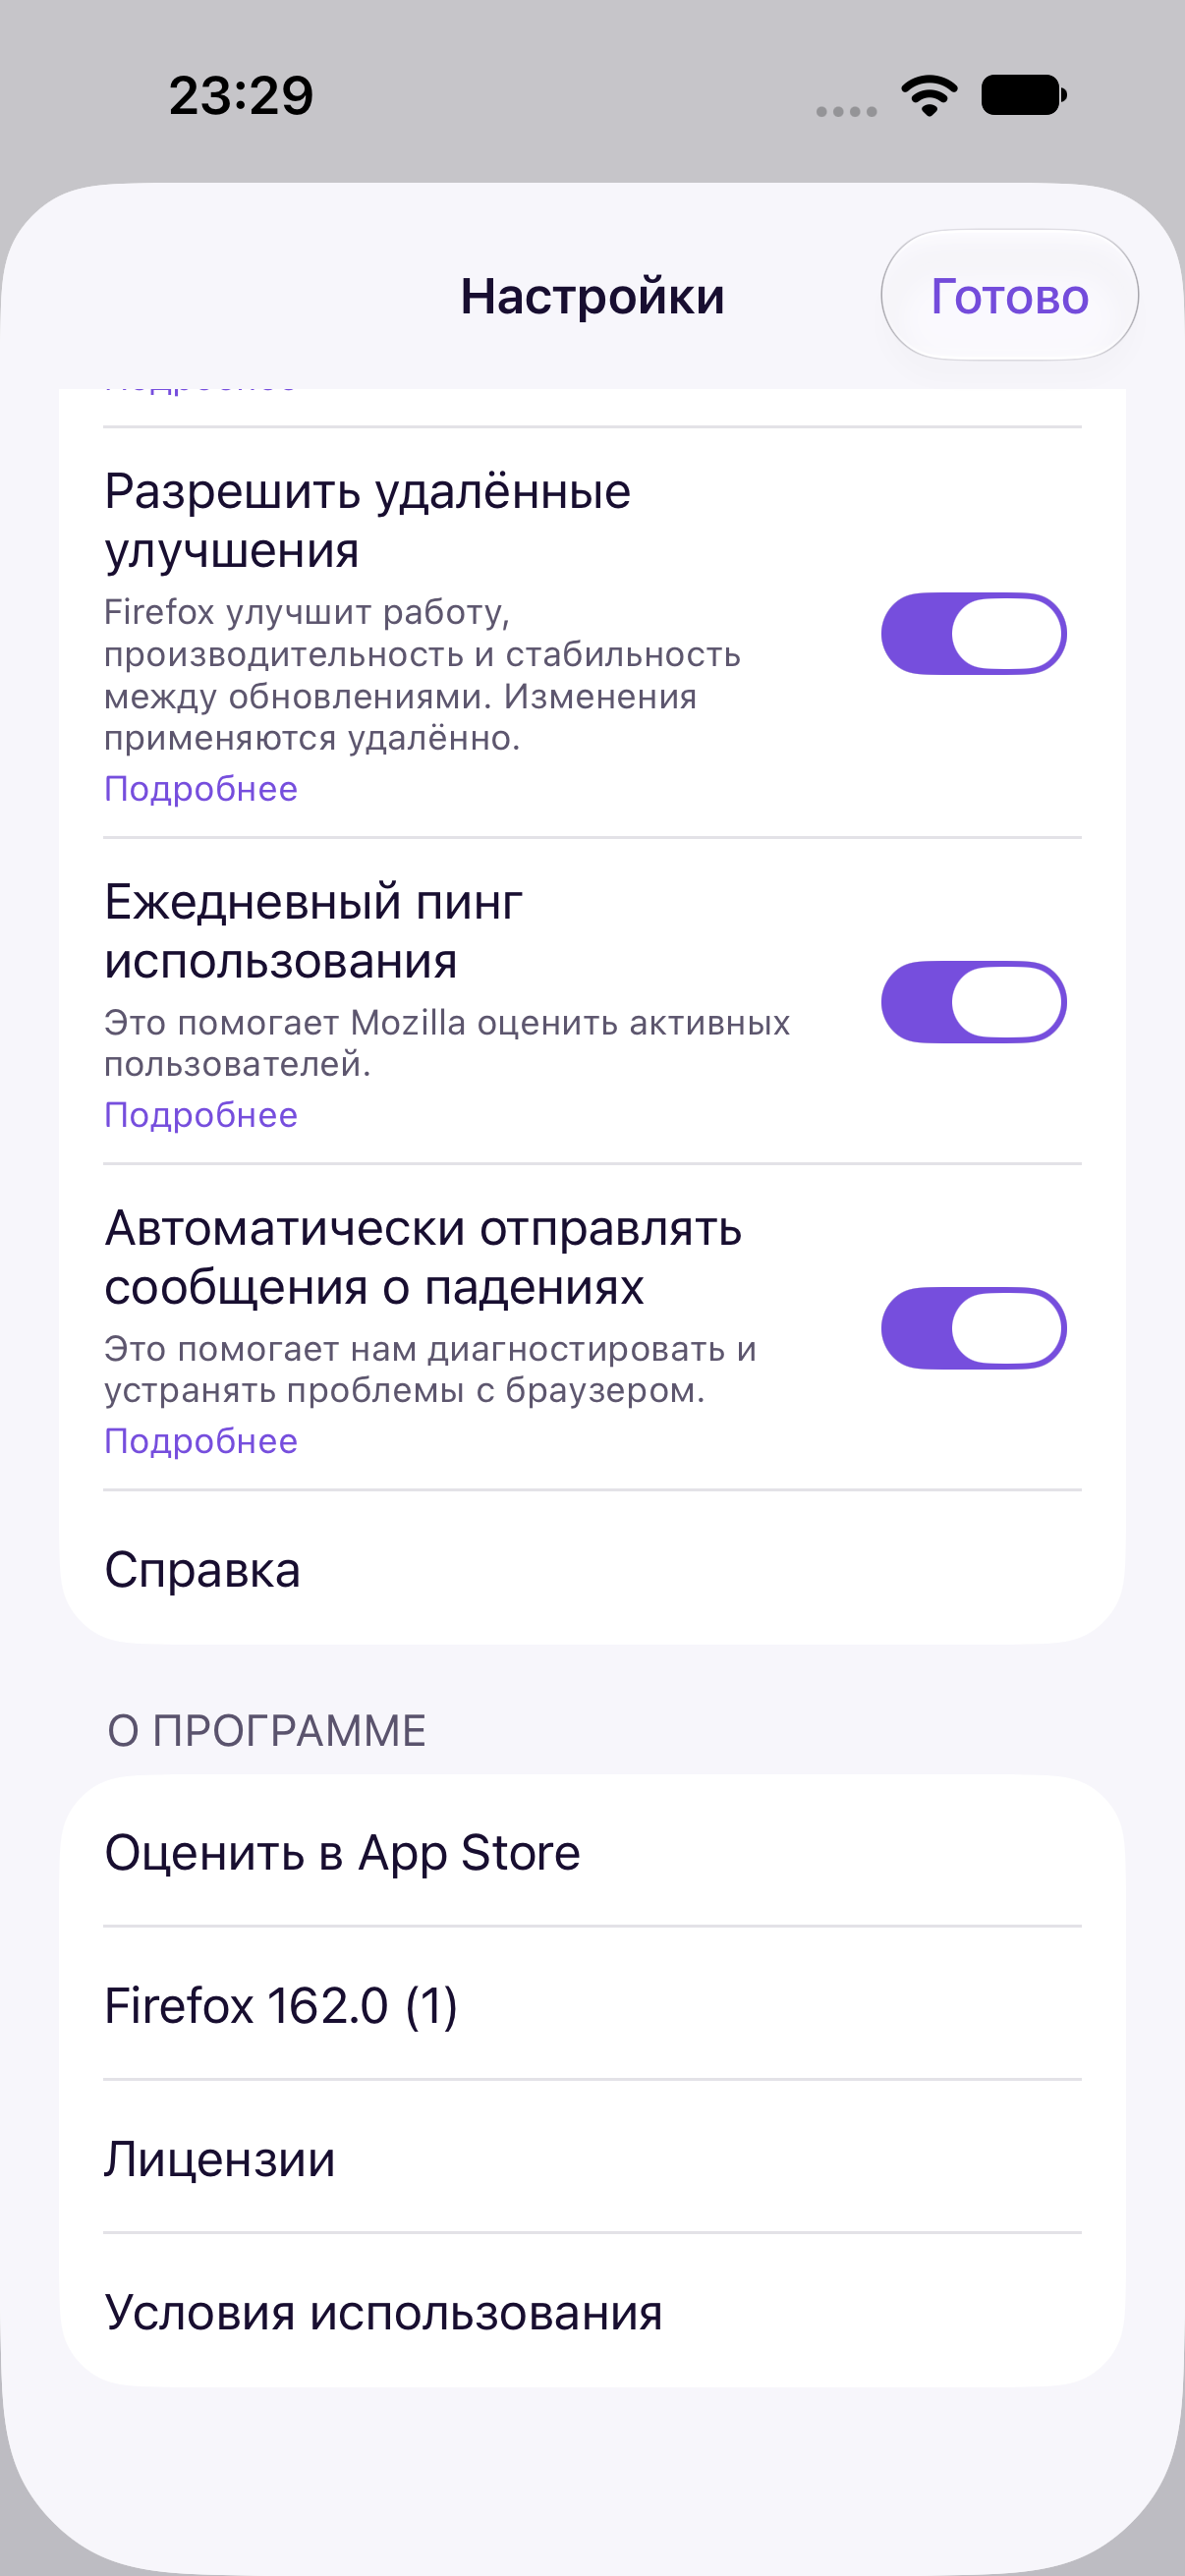 23:29
Настройки
Готово
Разрешить удалённые
улучшения
Firefox улучшит работу,
производительность и стабильность
между обновлениями. Изменения
применяются удалённо.
Подробнее
Ежедневный пинг
использования
Это помогает Mozilla оценить активных
пользователей.
Подробнее
Автоматически отправлять
сообщения о падениях
Это помогает нам диагностировать и
устранять проблемы с браузером.
Подробнее
Справка
О ПРОГРАММЕ
Оценить в App Store
Firefox 162.0 (1)
Лицензии
Условия использования